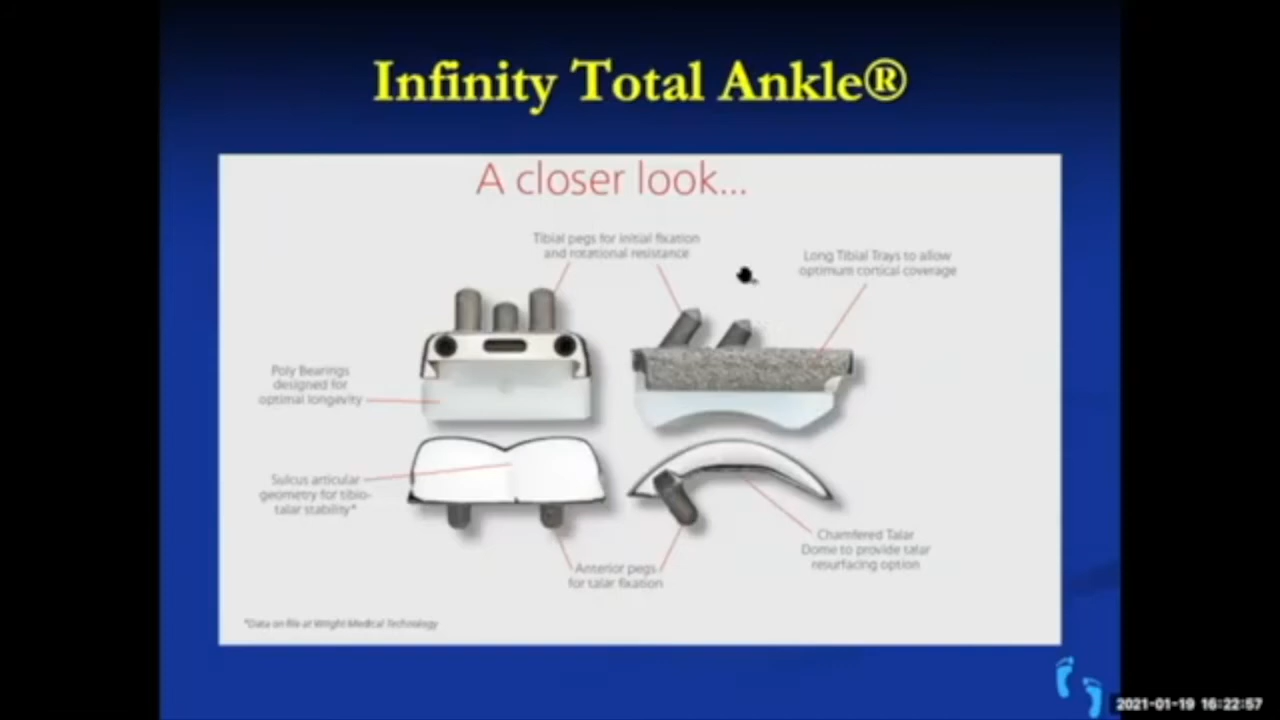 Infinity Total Ankle®
A closer look...
Tibial pegs for initial fixation
and rotational resistance
Long Tibial Trays to allow
optimum cortical coverage
Poly Bearings
designed for
optimal longevity
Sulcus articular
geometry for tibio-
talar stability*
Chamfered Talar
Dome to provide talar
resurfacing option
Anterior pegs
for talar fixation
*Data on file at Wright Medical Technology
2021-01-19 16:22:57